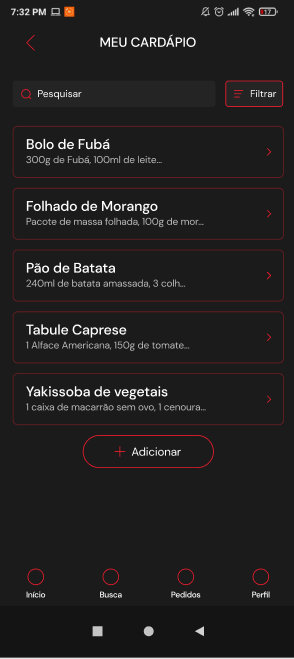 7:32 PM
17
MEU CARDÁPIO
Pesquisar
Filtrar
Bolo de Fubá
300g de Fubá, 100ml de leite...
Folhado de Morango
Pacote de massa folhada, 100g de mor...
Pão de Batata
240ml de batata amassada, 3 colh...
Tabule Caprese
1 Alface Americana, 150g de tomate...
Yakissoba de vegetais
1 caixa de macarrão sem ovo, 1 cenoura...
Adicionar
Início
Busca
Pedidos
Perfil